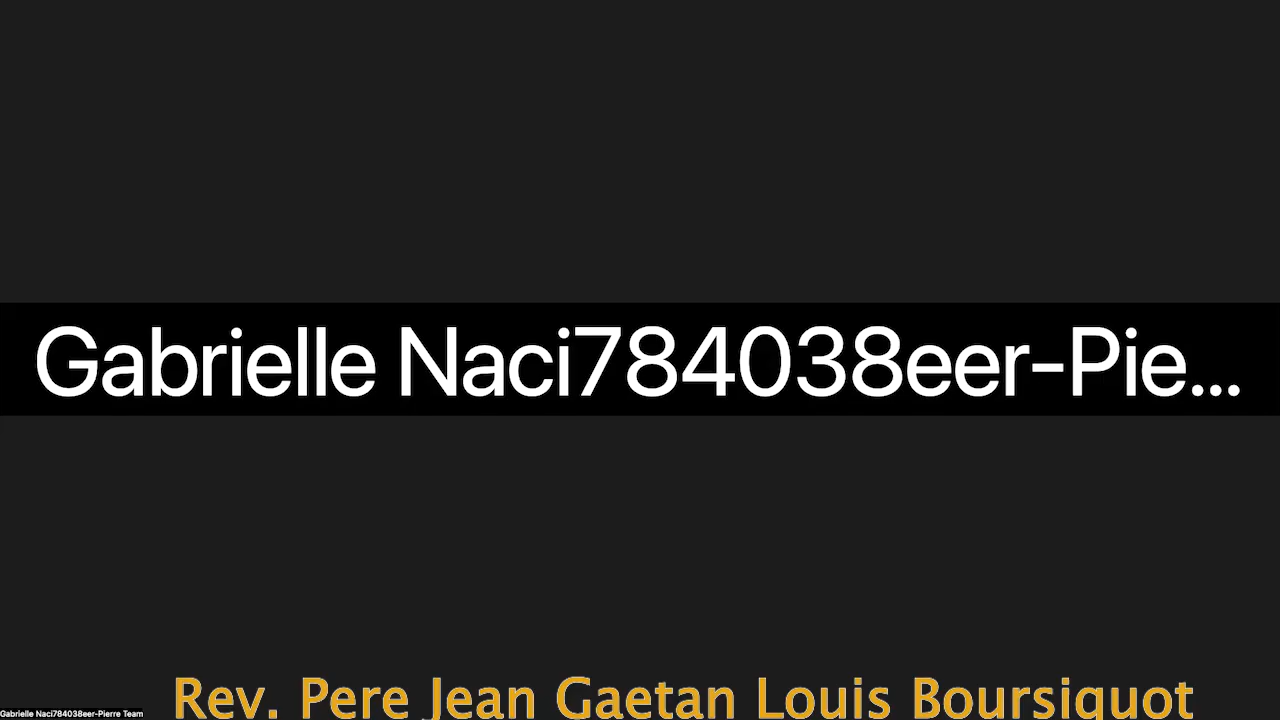 Gabrielle Naci784038eer-Pie...
Rev. Pere Jean Gaetan Louis Boursiquot
Gabrielle Naci784038eer-Pierre Team